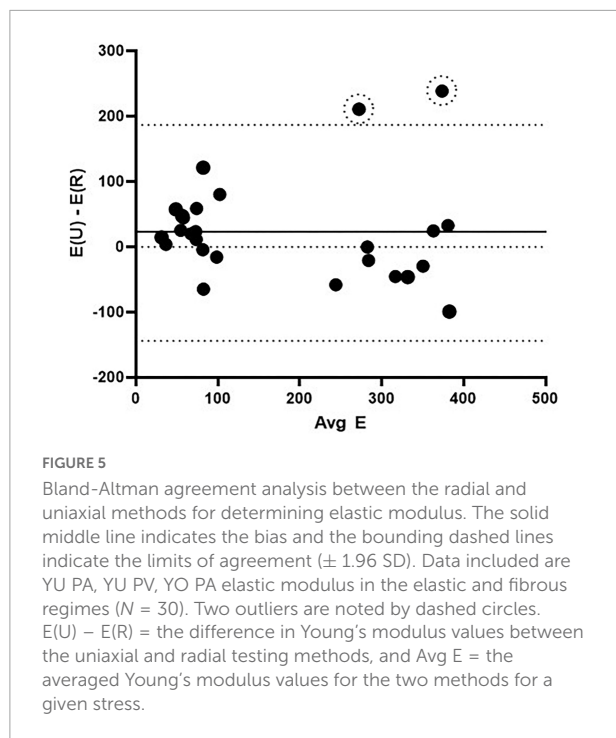 300
200
100
0
-100
-200
E(U) - E(R)
0 100 200 300 400 500
Avg E
FIGURE 5
Bland-Altman agreement analysis between the radial and
uniaxial methods for determining elastic modulus. The solid
middle line indicates the bias and the bounding dashed lines
indicate the limits of agreement (± 1.96 SD). Data included are
YU PA, YU PV, YO PA elastic modulus in the elastic and fibrous
regimes (N = 30). Two outliers are noted by dashed circles.
E(U) – E(R) = the difference in Young's modulus values between
the uniaxial and radial testing methods, and Avg E = the
averaged Young's modulus values for the two methods for a
given stress.